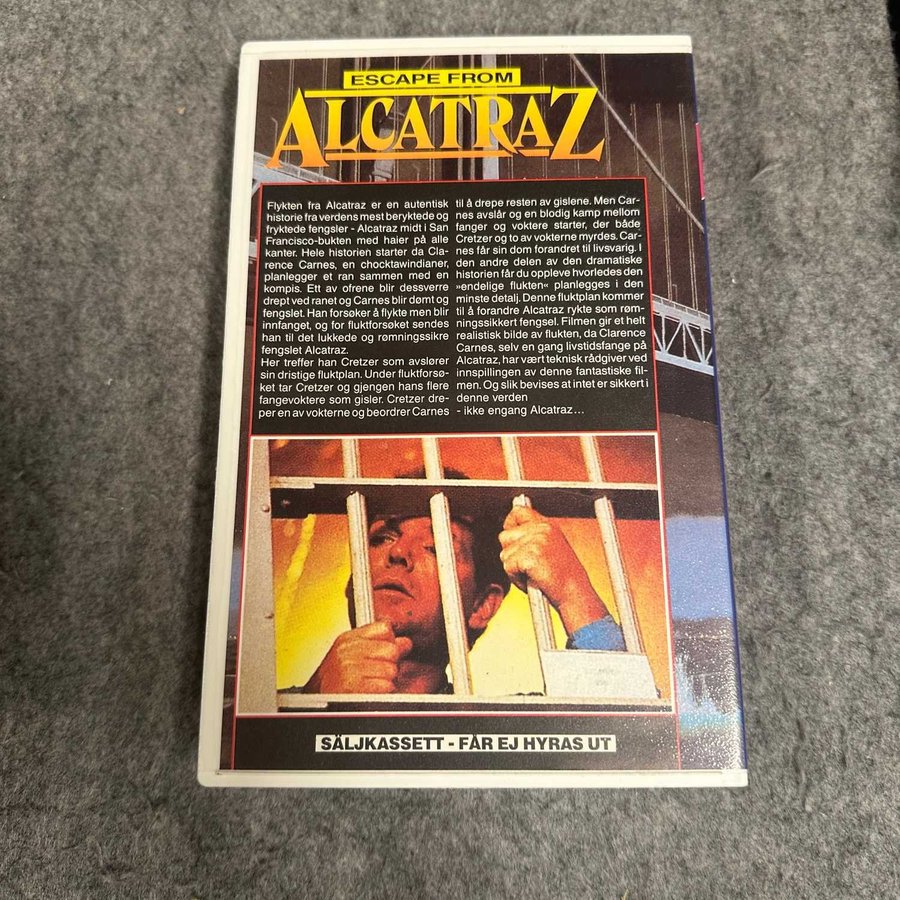 ESCAPE FROM
ALCATRAZ
Flykten fra Alcatraz er en autentisk
historie fra verdens mest beryktede og
fryktede fengsler - Alcatraz midt i San
Francisco-bukten med haier på alle
kanter. Hele historien starter da Cla-
rence Carnes, en chocktawindianer,
planlegger et ran sammen med en
kompis. Ett av ofrene blir dessverre
drept ved ranet og Carnes blir dømt og
fengslet. Han forsøker å flykte men blir
innfanget, og for fluktforsøket sendes
han til det lukkede og rømningssikre
fengslet Alcatraz.
Her treffer han Cretzer som avslører
sin dristige fluktplan. Under fluktforsø-
ket tar Cretzer og gjengen hans flere
fangevoktere som gisler. Cretzer dre-
per en av vokterne og beordrer Carnes
til å drepe resten av gislene. Men Car-
nes avslår og en blodig kamp mellom
fanger og voktere starter, der både
Cretzer og to av vokterne myrdes. Car-
nes får sin dom forandret til livsvarig. I
den andre delen av den dramatiske
historien får du oppleve hvorledes den
»endelige flukten« planlegges i den
minste detalj. Denne fluktplan kommer
til å forandre Alcatraz rykte som røm-
ningssikkert fengsel. Filmen gir et helt
realistisk bilde av flukten, da Clarence
Carnes, selv en gang livstidsfange på
Alcatraz, har vært teknisk rådgiver ved
innspillingen av denne fantastiske fil-
men. Og slik bevises at intet er sikkert i
denne verden
- ikke engang Alcatraz...
SÄLJKASSETT - FÅR EJ HYRAS UT